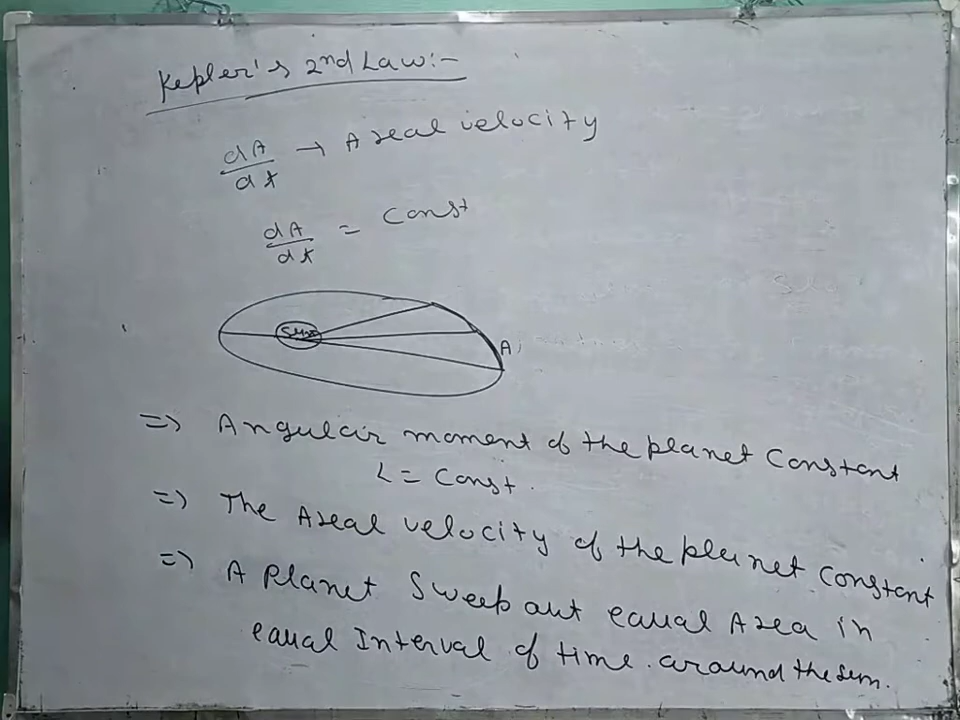 Kepler's 2nd Law:-
dA/dt → Areal velocity
dA/dt = Const
Sun
A
=> Angular moment of the planet Constant
L = Const.
=> The Areal velocity of the planet Constant
=> A Planet Sweep out equal Area in
equal Interval of time. around the sun.